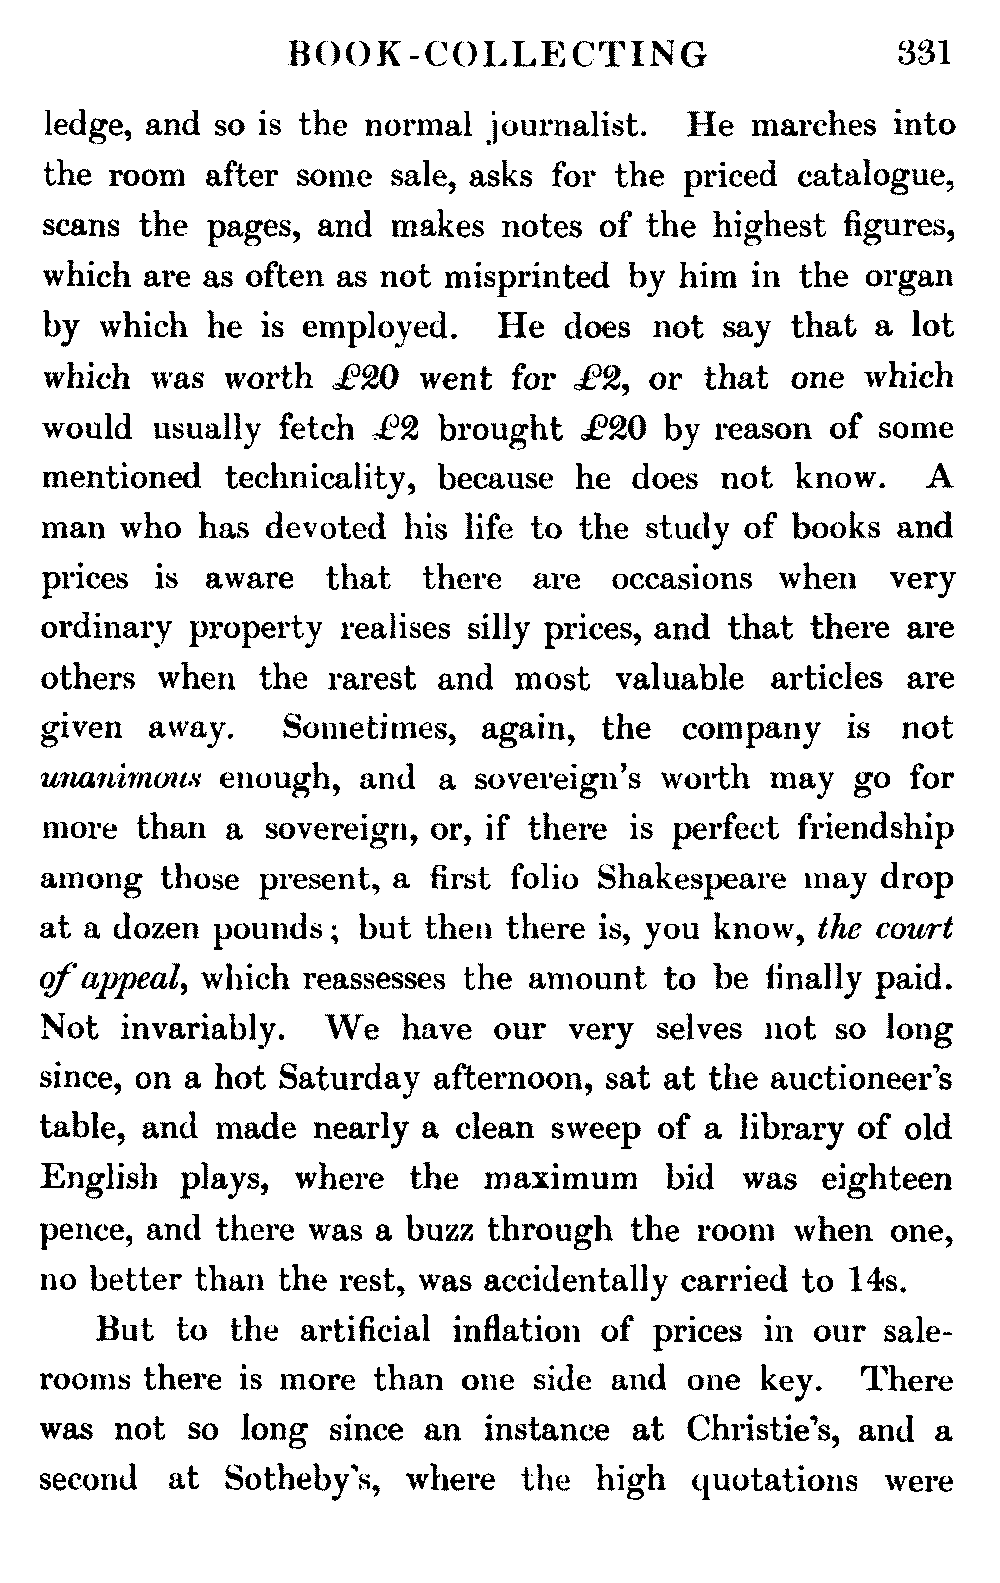 BOOK-COLLECTING 331
ledge, and so is the normal journalist. He marches into
the room after some sale, asks for the priced catalogue,
scans the pages, and makes notes of the highest figures,
which are as often as not misprinted by him in the organ
by which he is employed. He does not say that a lot
which was worth £20 went for £2, or that one which
would usually fetch £2 brought £20 by reason of some
mentioned technicality, because he does not know. A
man who has devoted his life to the study of books and
prices is aware that there are occasions when very
ordinary property realises silly prices, and that there are
others when the rarest and most valuable articles are
given away. Sometimes, again, the company is not
unanimous enough, and a sovereign's worth may go for
more than a sovereign, or, if there is perfect friendship
among those present, a first folio Shakespeare may drop
at a dozen pounds; but then there is, you know, the court
of appeal, which reassesses the amount to be finally paid.
Not invariably. We have our very selves not so long
since, on a hot Saturday afternoon, sat at the auctioneer's
table, and made nearly a clean sweep of a library of old
English plays, where the maximum bid was eighteen
pence, and there was a buzz through the room when one,
no better than the rest, was accidentally carried to 14s.
But to the artificial inflation of prices in our sale-
rooms there is more than one side and one key. There
was not so long since an instance at Christie's, and a
second at Sotheby's, where the high quotations were